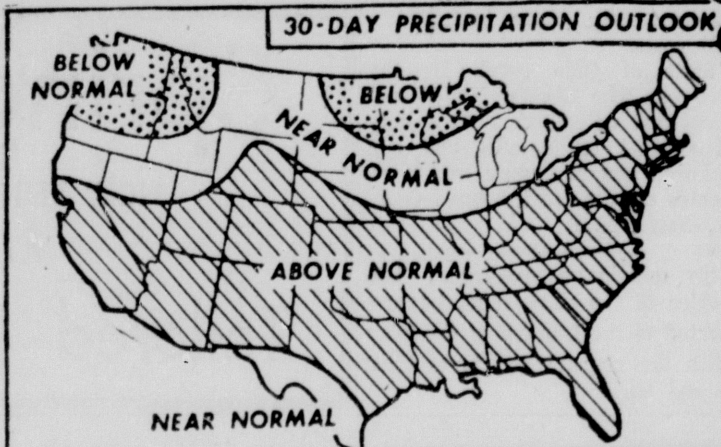 30-DAY PRECIPITATION OUTLOOK
BELOW
NORMAL
BELOW
NEAR NORMAL
ABOVE NORMAL
NEAR NORMAL